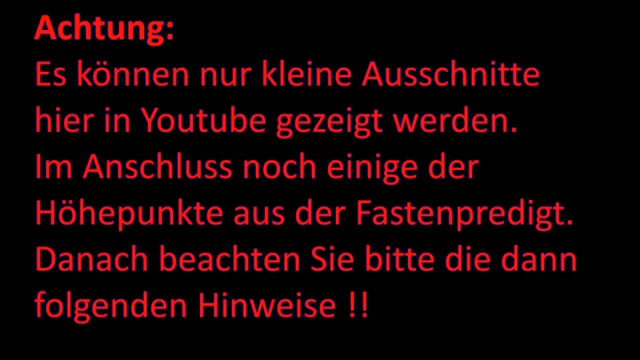 Achtung:
Es können nur kleine Ausschnitte
hier in Youtube gezeigt werden.
Im Anschluss noch einige der
Höhepunkte aus der Fastenpredigt.
Danach beachten Sie bitte die dann
folgenden Hinweise !!